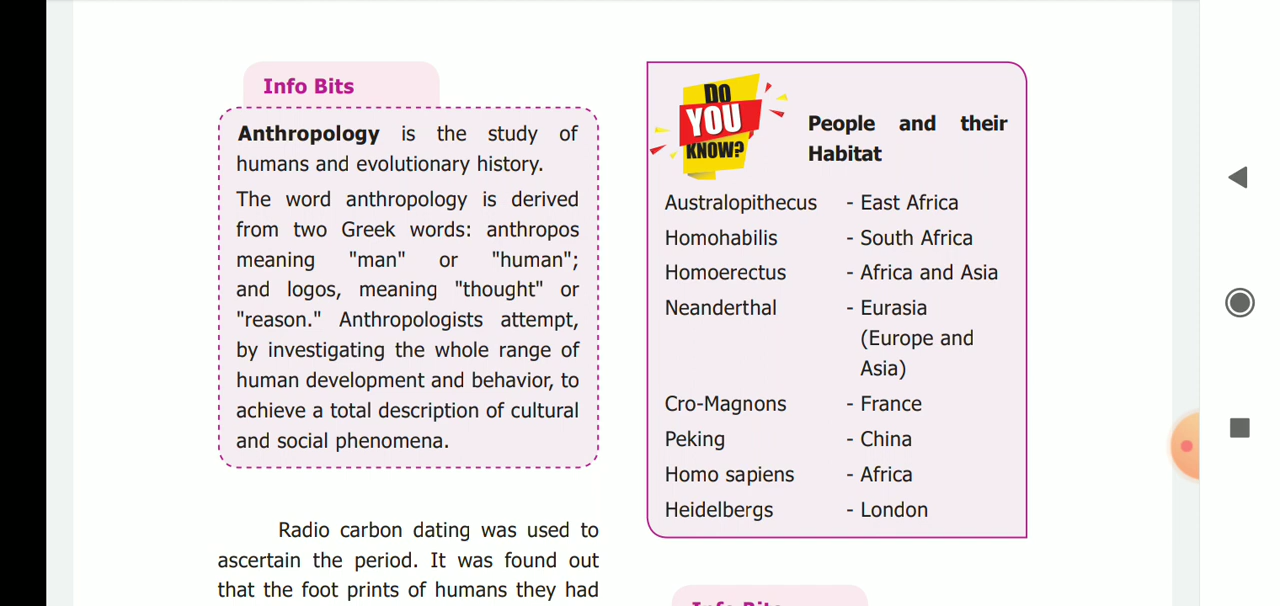 Info Bits
Anthropology is the study of
humans and evolutionary history.
The word anthropology is derived
from two Greek words: anthropos
meaning "man" or "human";
and logos, meaning "thought" or
"reason." Anthropologists attempt,
by investigating the whole range of
human development and behavior, to
achieve a total description of cultural
and social phenomena.
Radio carbon dating was used to
ascertain the period. It was found out
that the foot prints of humans they had
DO
YOU
KNOW?
People and their
Habitat
Australopithecus - East Africa
Homohabilis - South Africa
Homoerectus - Africa and Asia
Neanderthal - Eurasia
(Europe and
Asia)
Cro-Magnons - France
Peking - China
Homo sapiens - Africa
Heidelbergs - London
Info Bits